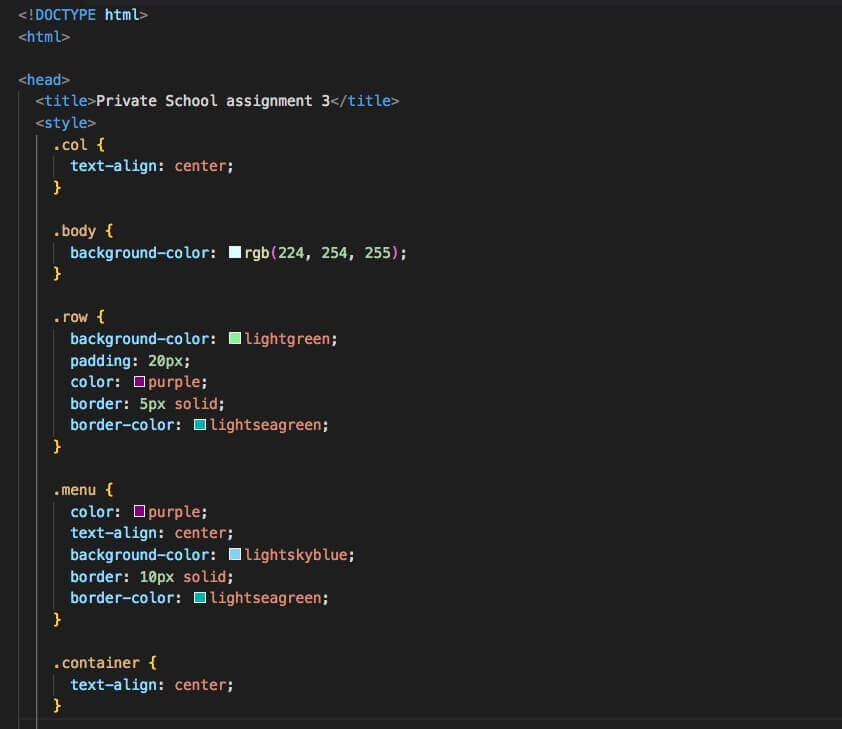 <!DOCTYPE html>
<html>
<head>
<title>Private School assignment 3</title>
<style>
.col {
text-align: center;
}
.body {
background-color: rgb(224, 254, 255);
}
.row {
background-color: lightgreen;
padding: 20px;
color: purple;
border: 5px solid;
border-color: lightseagreen;
}
.menu {
color: purple;
text-align: center;
background-color: lightskyblue;
border: 10px solid;
border-color: lightseagreen;
}
.container {
text-align: center;
}